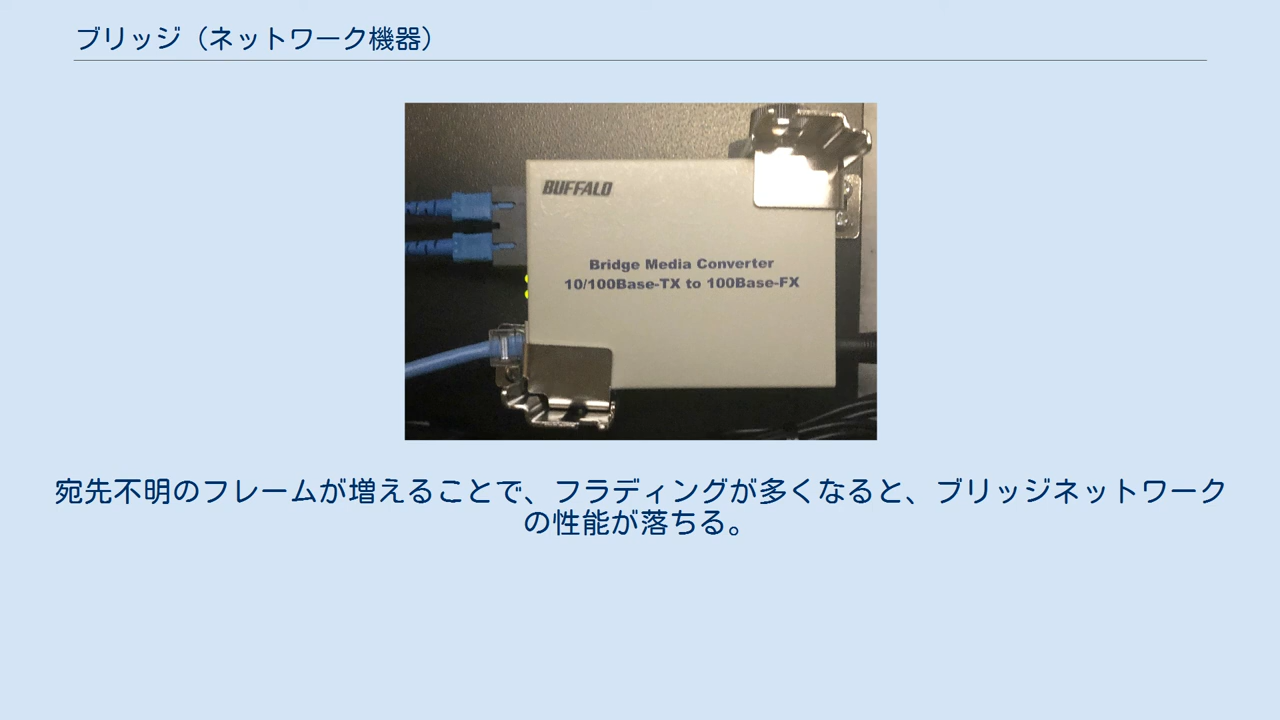 ブリッジ（ネットワーク機器）
BUFFALO
Bridge Media Converter
10/100Base-TX to 100Base-FX
宛先不明のフレームが増えることで、フラディングが多くなると、ブリッジネットワーク
の性能が落ちる。